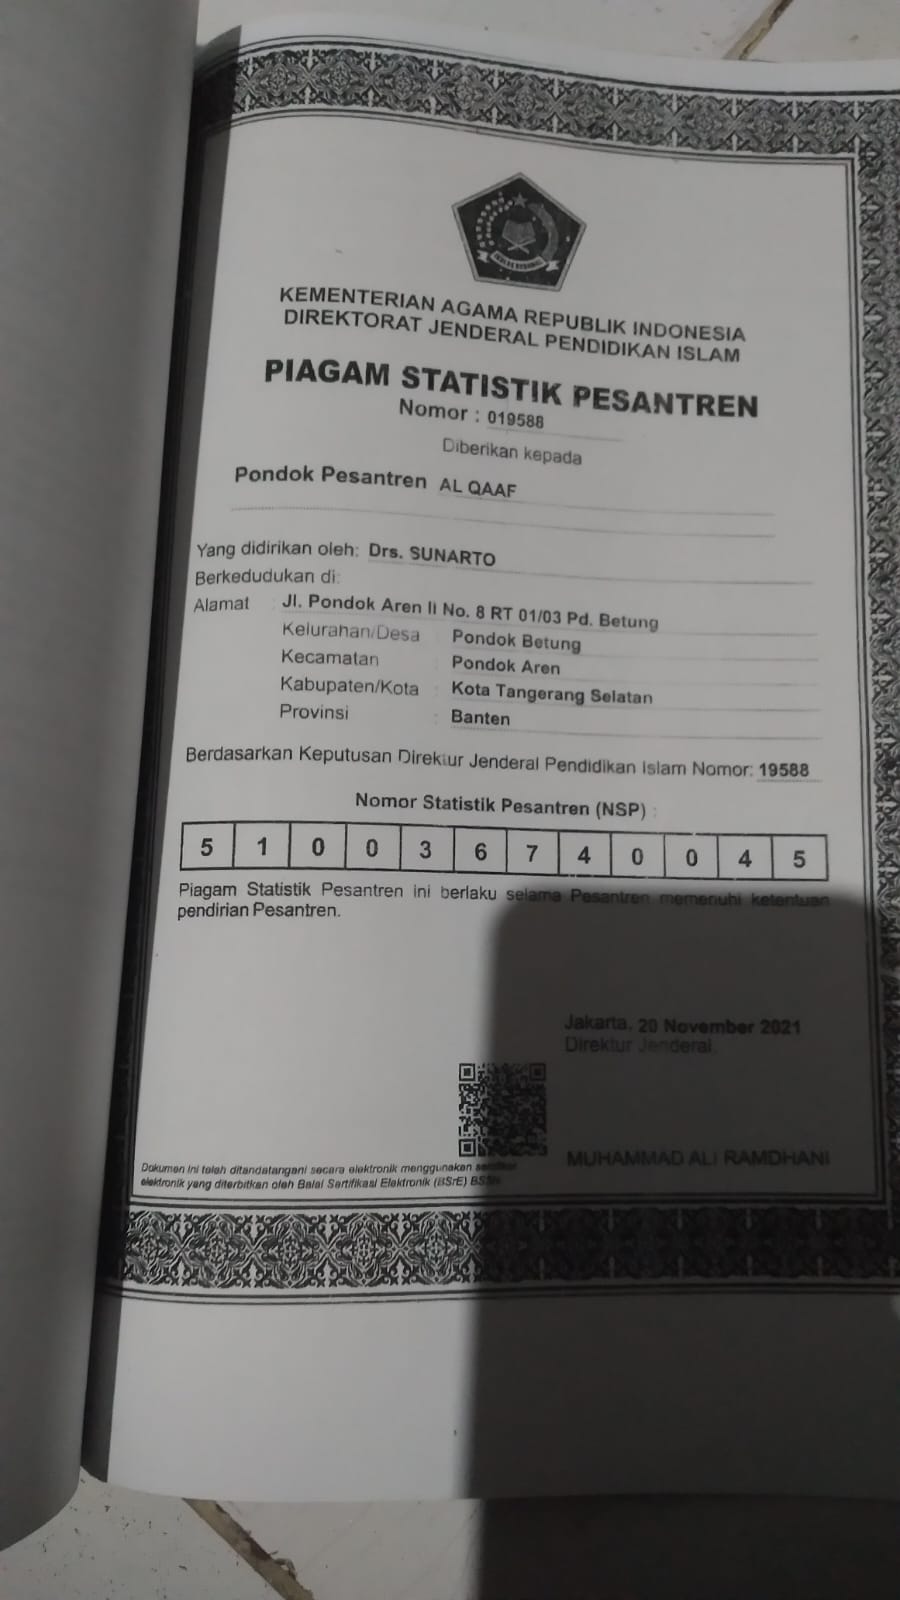 KEMENTERIAN AGAMA REPUBLIK INDONESIA
DIREKTORAT JENDERAL PENDIDIKAN ISLAM
PIAGAM STATISTIK PESANTREN
Nomor : 019588
Diberikan kepada
Pondok Pesantren AL QAAF
Yang didirikan oleh: Drs. SUNARTO
Berkedudukan di:
Alamat : Jl. Pondok Aren II No. 8 RT 01/03 Pd. Betung
Kelurahan/Desa Pondok Betung
Kecamatan : Pondok Aren
Kabupaten/Kota : Kota Tangerang Selatan
Provinsi : Banten
Berdasarkan Keputusan Direktur Jenderal Pendidikan Islam Nomor: 19588
Nomor Statistik Pesantren (NSP) :
5 1 0 0 3 6 7 4 0 0 4 5
Piagam Statistik Pesantren ini berlaku selama Pesantren memenuhi ketentuan
pendirian Pesantren.
Jakarta, 20 November 2021
Direktur Jenderal,
MUHAMMAD ALI RAMDHANI
Dokumen ini telah ditandatangani secara elektronik menggunakan
elektronik yang diterbitkan oleh Balai Sertifikasi Elektronik (BSrE)